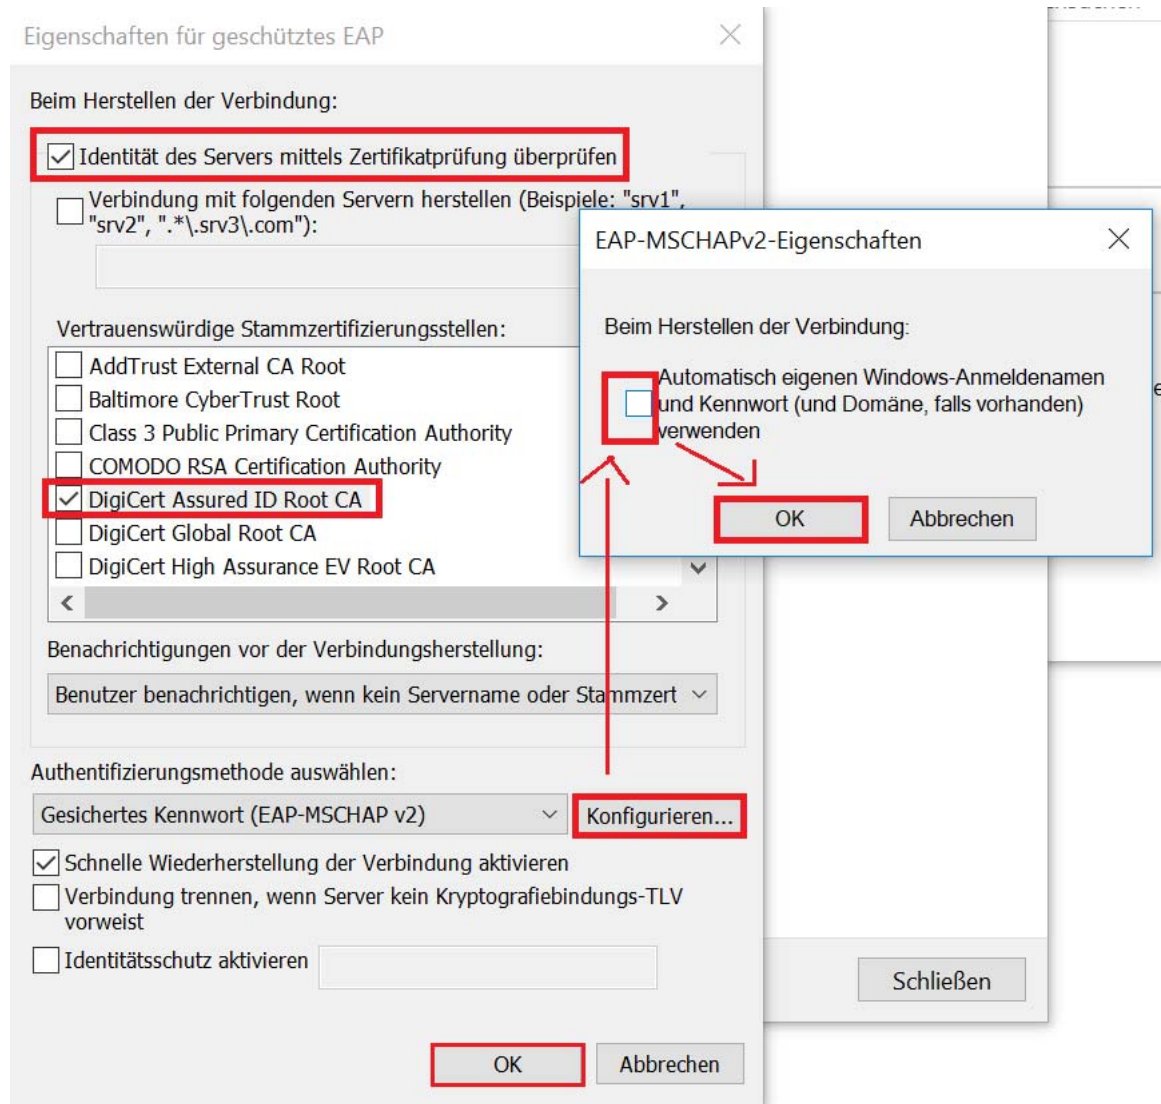 Eigenschaften für geschütztes EAP
Beim Herstellen der Verbindung:
Identität des Servers mittels Zertifikatprüfung überprüfen
Verbindung mit folgenden Servern herstellen (Beispiele: "srv1",
"srv2", ".*\.srv3\.com"):
Vertrauenswürdige Stammzertifizierungsstellen:
AddTrust External CA Root
Baltimore CyberTrust Root
Class 3 Public Primary Certification Authority
COMODO RSA Certification Authority
DigiCert Assured ID Root CA
DigiCert Global Root CA
DigiCert High Assurance EV Root CA
Benachrichtigungen vor der Verbindungsherstellung:
Benutzer benachrichtigen, wenn kein Servername oder Stammzert
Authentifizierungsmethode auswählen:
Gesichertes Kennwort (EAP-MSCHAP v2)
Konfigurieren...
Schnelle Wiederherstellung der Verbindung aktivieren
Verbindung trennen, wenn Server kein Kryptografiebindungs-TLV
vorweist
Identitätsschutz aktivieren
OK
Abbrechen
EAP-MSCHAPv2-Eigenschaften
Beim Herstellen der Verbindung:
Automatisch eigenen Windows-Anmeldenamen
und Kennwort (und Domäne, falls vorhanden)
verwenden
OK
Abbrechen
Schließen